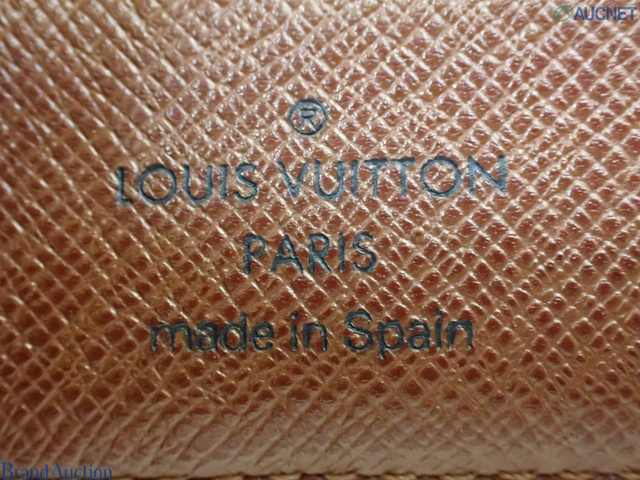 AUCNET
®
LOUIS VUITTON
PARIS
made in Spain
Brand Auction